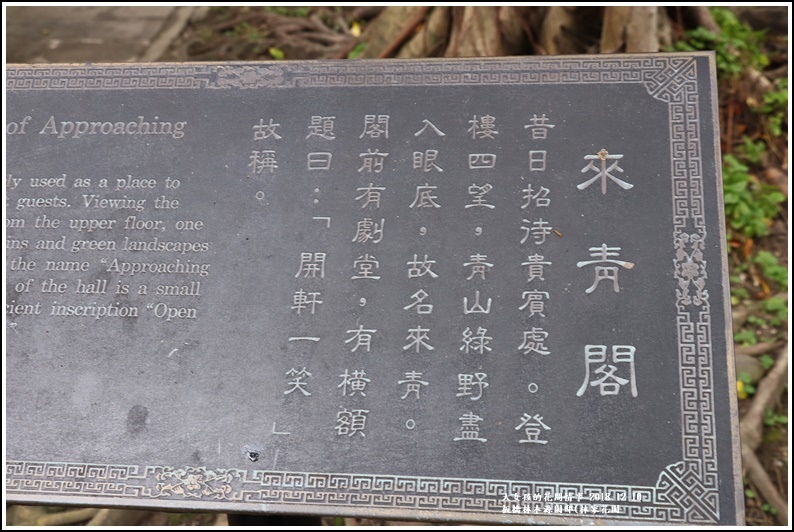 來青閣
昔日招待貴賓處。登
樓四望，青山綠野盡
入眼底，故名來青。
閣前有劇堂，有橫額
題曰：「開軒一笑」
故稱。
of Approaching
ly used as a place to
guests. Viewing the
om the upper floor, one
ins and green landscapes
the name “Approaching
of the hall is a small
cient inscription “Open
2018-12-10